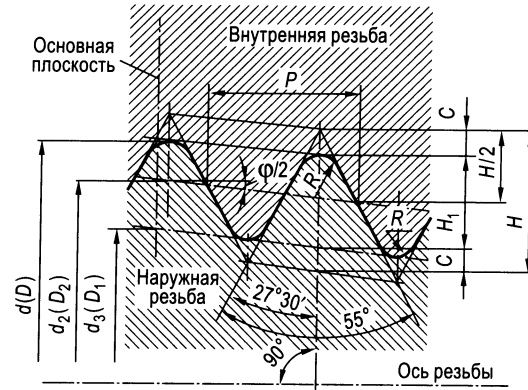 Основная
плоскость
Внутренняя резьба
P
C
H/2
φ/2
R
H₁
H
R
C
d(D)
d₂(D₂)
d₃(D₁)
Наружная
резьба
27°30′
55°
90°
Ось резьбы